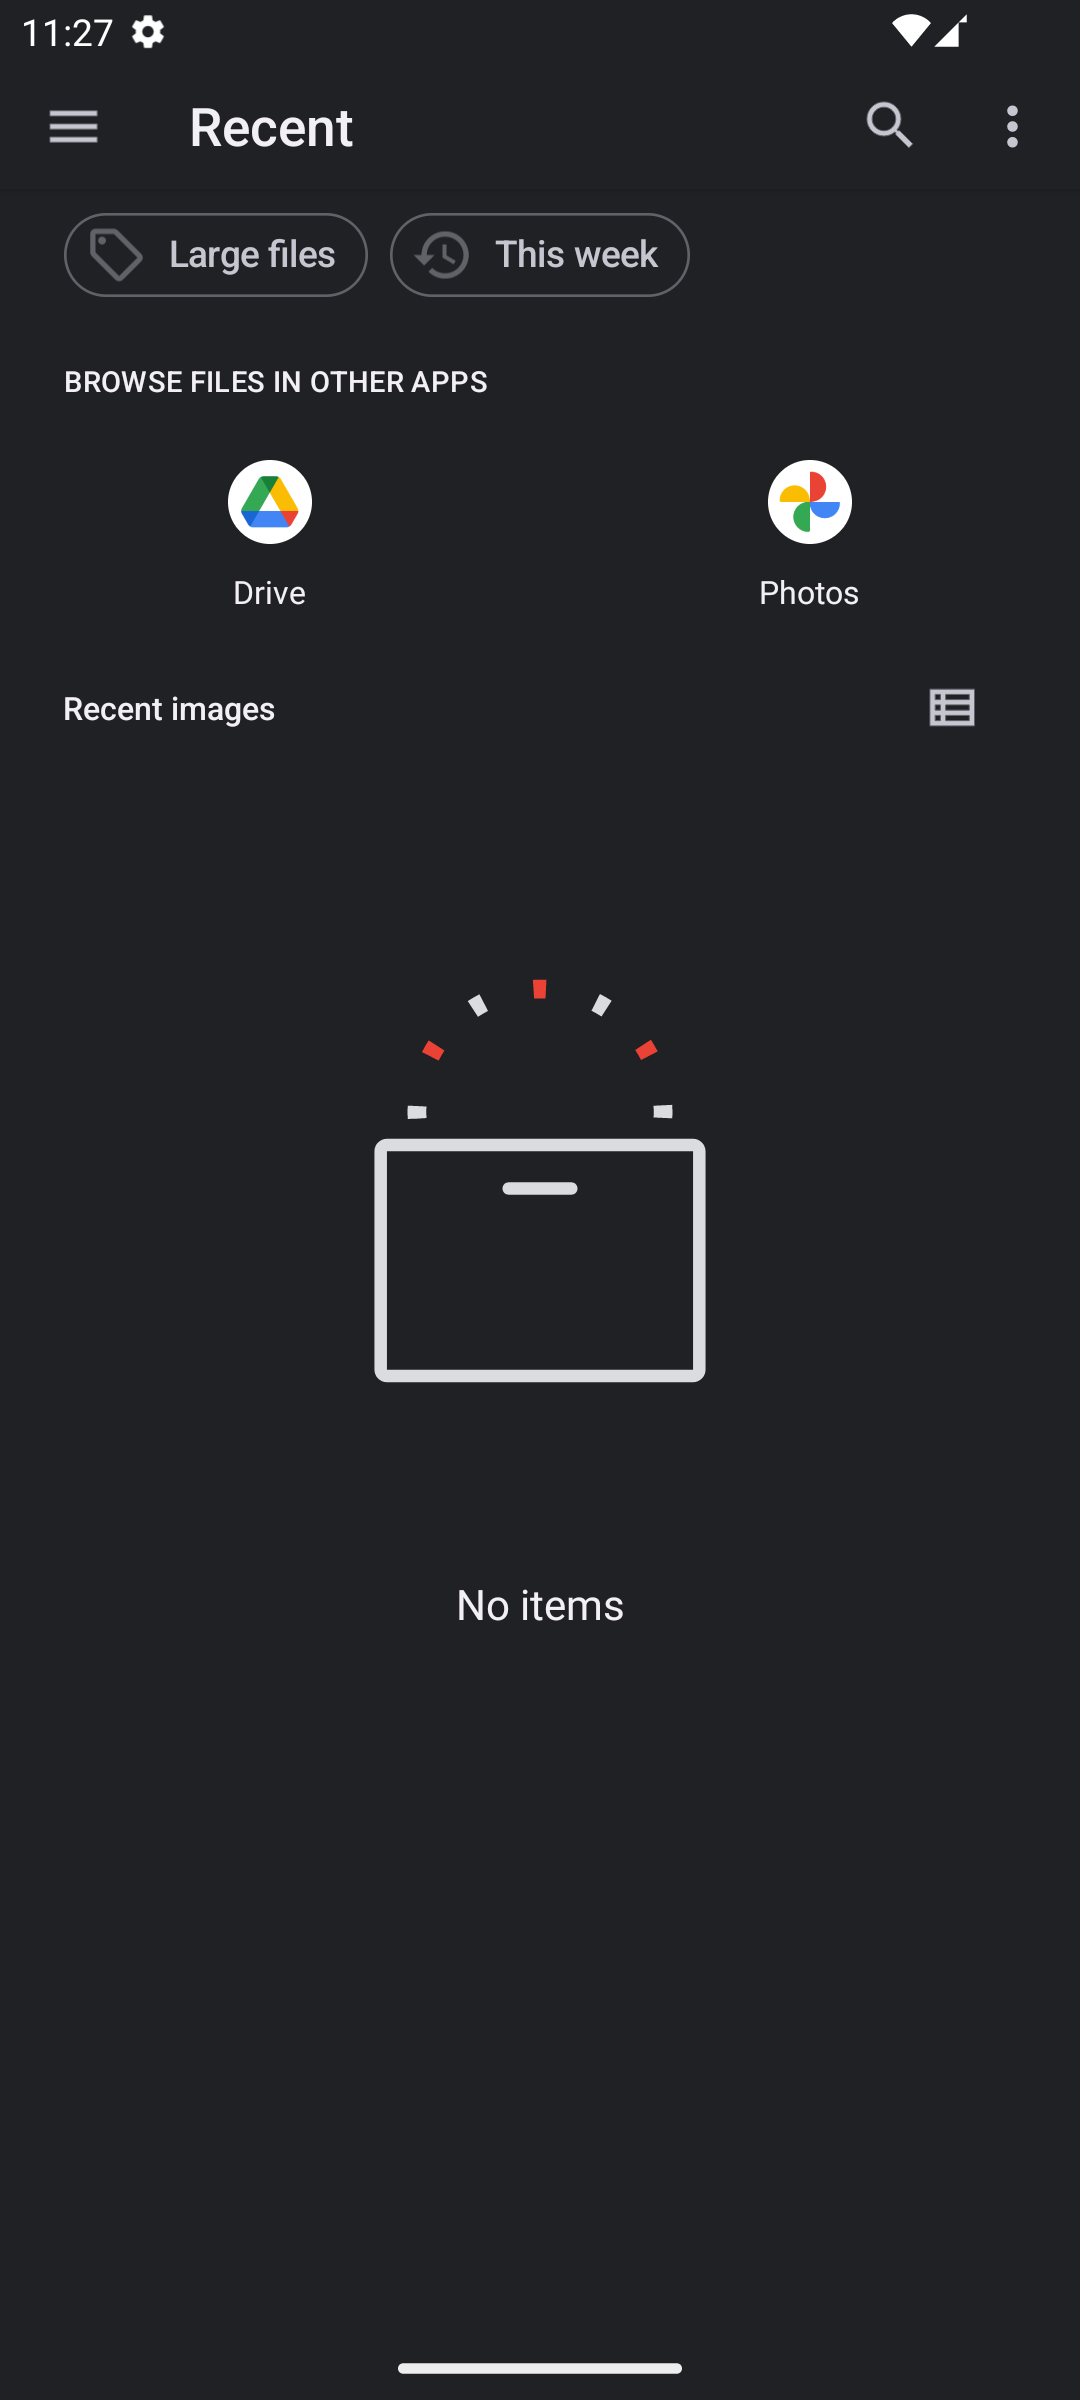 11:27
Recent
Large files
This week
BROWSE FILES IN OTHER APPS
Drive
Photos
Recent images
No items